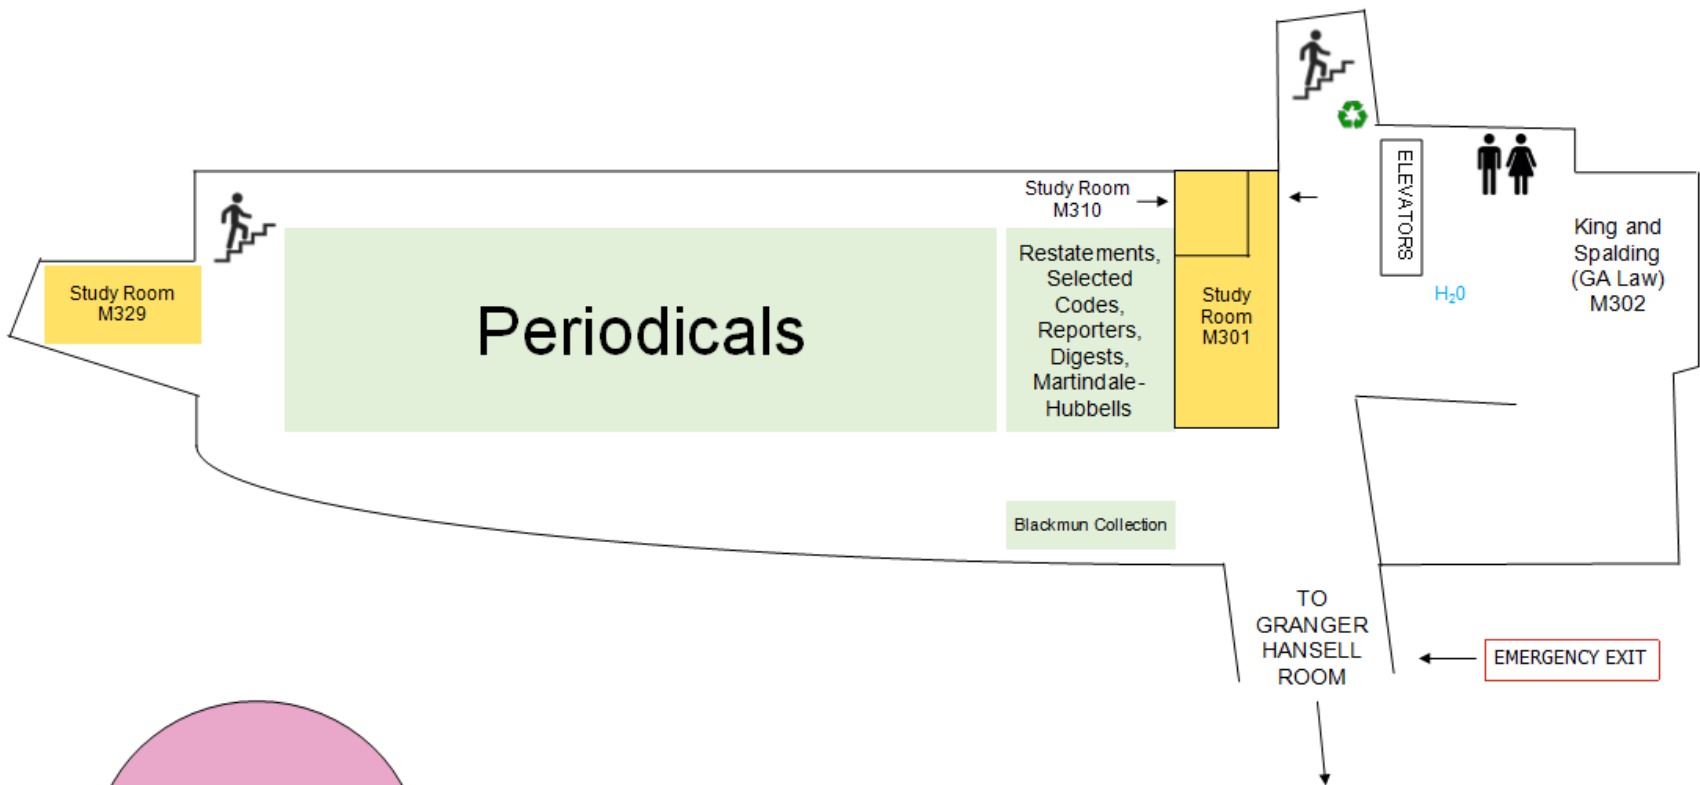 Study Room
M329
Periodicals
Study Room
M310
Restatements,
Selected
Codes,
Reporters,
Digests,
Martindale-
Hubbells
Study
Room
M301
ELEVATORS
H₂0
King and
Spalding
(GA Law)
M302
Blackmun Collection
TO
GRANGER
HANSELL
ROOM
EMERGENCY EXIT